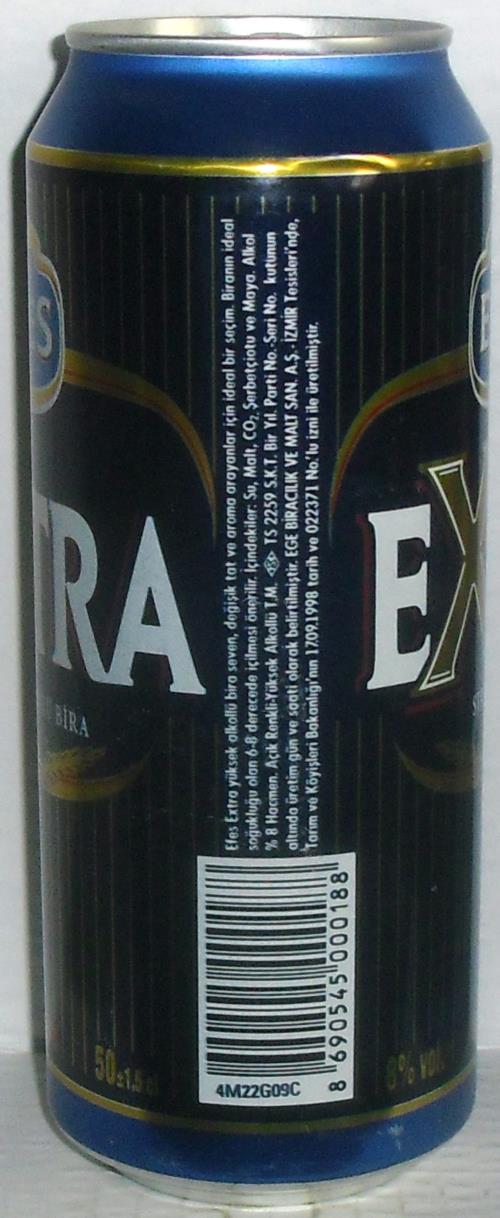 S
TRA
BİRA
50±1.5 cl
Efes Extra yüksek alkollü bira seven, değişik tat ve aroma arayanlar için ideal bir seçim. Biranın ideal
soğukluğu olan 6-8 derecede içilmesi önerilir. İçindekiler: Su, Malt, CO₂, Şerbetçiotu ve Maya. Alkol
% 8 Hacmen. Açık Renkli-Yüksek Alkollü T.M. TSE TS 2259 S.K.T. Bir Yıl. Parti No.-Seri No. kutunun
altında üretim gün ve saati olarak belirtilmiştir. EGE BİRACILIK VE MALT SAN. A.Ş. İZMİR Tesisleri'nde,
Tarım ve Köyişleri Bakanlığı'nın 17.09.1998 tarih ve 022371 No.'lu izni ile üretilmiştir.
8 690545 000188
4M22G09C
E
EX
8% VOL.